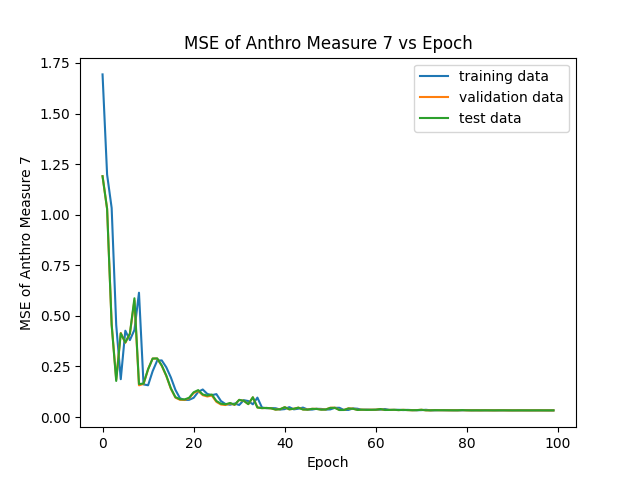 MSE of Anthro Measure 7 vs Epoch
training data
validation data
test data
MSE of Anthro Measure 7
1.75
1.50
1.25
1.00
0.75
0.50
0.25
0.00
0
20
40
60
80
100
Epoch